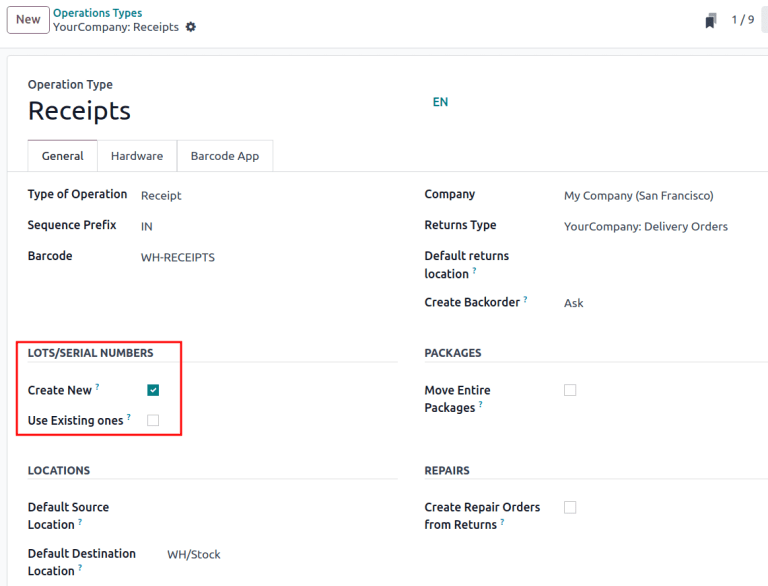 New
Operations Types
YourCompany: Receipts
1 / 9
Operation Type
Receipts
EN
General
Hardware
Barcode App
Type of Operation
Receipt
Company
My Company (San Francisco)
Sequence Prefix
IN
Returns Type
YourCompany: Delivery Orders
Barcode
WH-RECEIPTS
Default returns
location ?
Create Backorder ?
Ask
LOTS/SERIAL NUMBERS
PACKAGES
Create New ?
Move Entire
Packages ?
Use Existing ones ?
LOCATIONS
REPAIRS
Default Source
Location ?
Create Repair Orders
from Returns ?
Default Destination
Location ?
WH/Stock